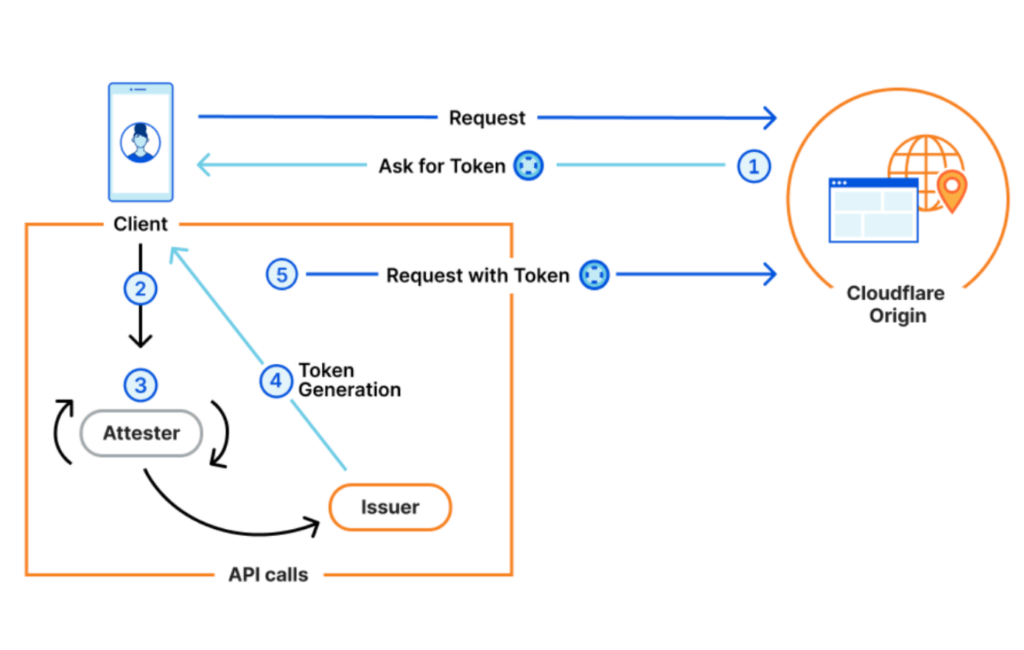 Request
Ask for Token
1
Client
2
5
Request with Token
Cloudflare
Origin
3
4
Token
Generation
Attester
Issuer
API calls